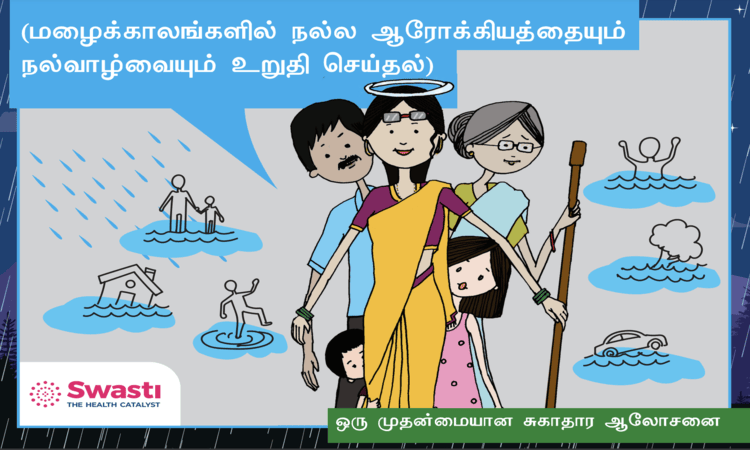 (மழைக்காலங்களில் நல்ல ஆரோக்கியத்தையும்
நல்வாழ்வையும் உறுதி செய்தல்)
Swasti
THE HEALTH CATALYST
ஒரு முதன்மையான சுகாதார ஆலோசனை